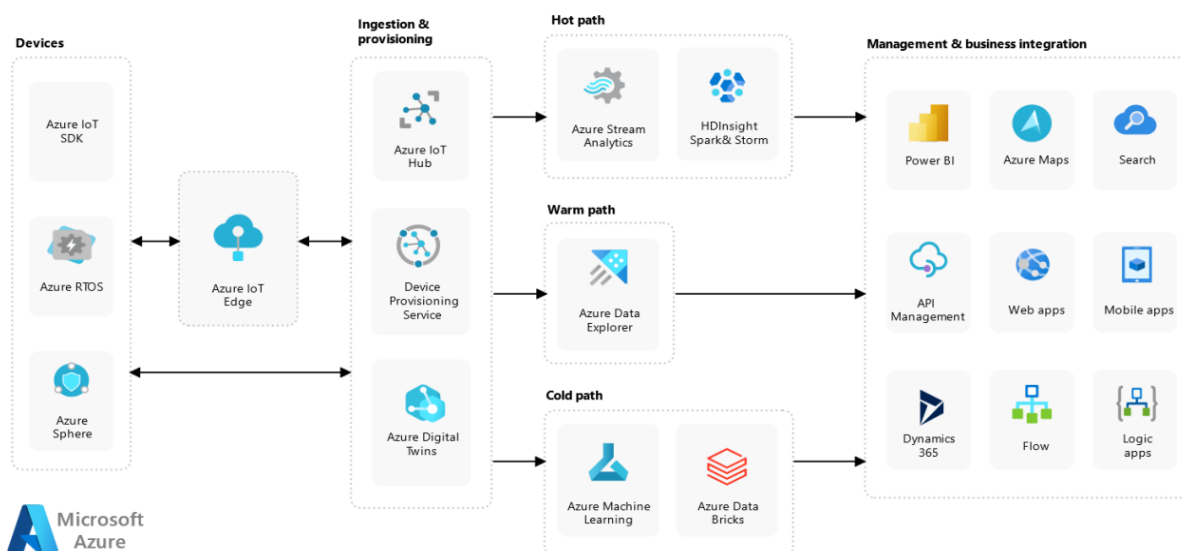 Devices
Azure IoT
SDK
Azure RTOS
Azure
Sphere
Azure IoT
Edge
Ingestion &
provisioning
Azure IoT
Hub
Device
Provisioning
Service
Azure Digital
Twins
Hot path
Azure Stream
Analytics
HDInsight
Spark& Storm
Warm path
Azure Data
Explorer
Cold path
Azure Machine
Learning
Azure Data
Bricks
Management & business integration
Power BI
Azure Maps
Search
API
Management
Web apps
Mobile apps
Dynamics
365
Flow
Logic
apps
Microsoft
Azure